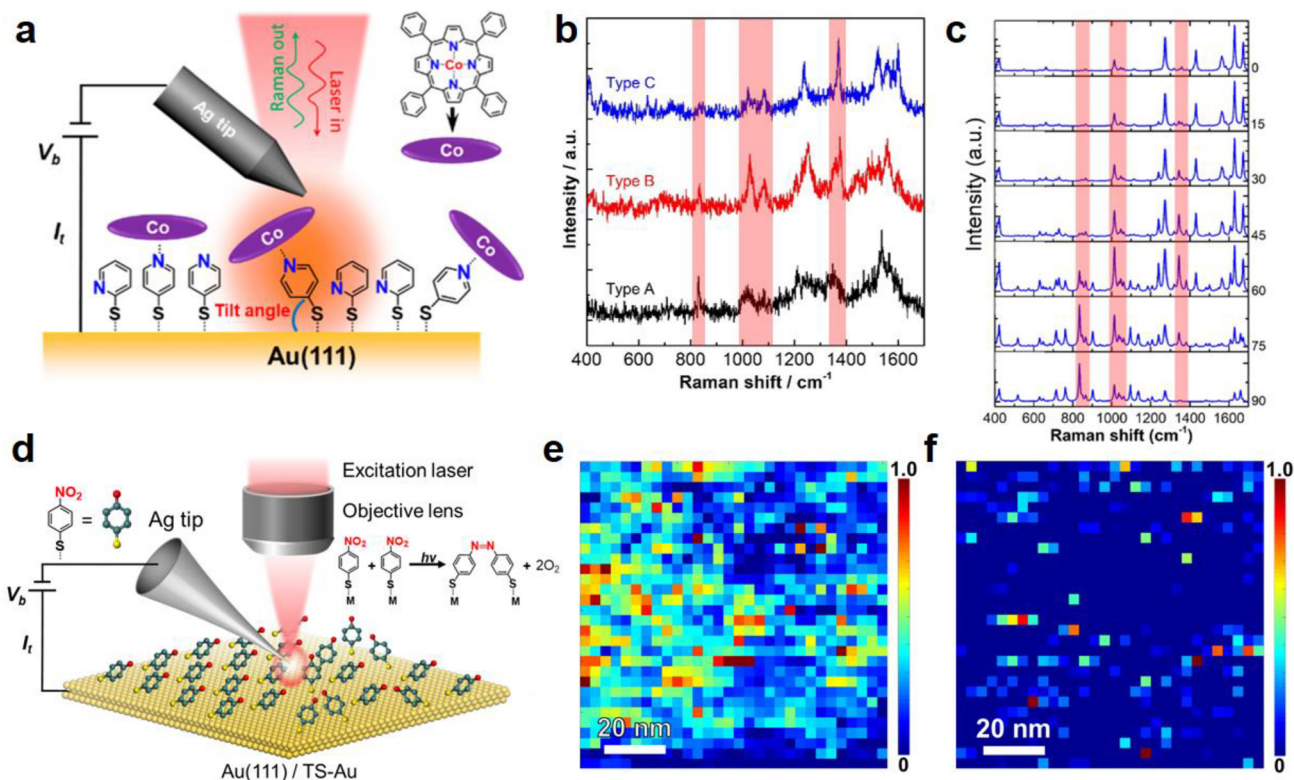 a
Raman out
Laser in
Ag tip
V_b
I_t
N
N
Co
N
N
Co
Co
N
N
N
S
S
S
Co
N
Tilt angle
S
N
S
N
S
Co
N
S
Au(111)
b
Type C
Type B
Type A
Intensity / a.u.
400 600 800 1000 1200 1400 1600
Raman shift / cm⁻¹
c
Intensity (a.u.)
0
15
30
45
60
75
90
400 600 800 1000 1200 1400 1600
Raman shift (cm⁻¹)
d
NO₂
=
S
Ag tip
Excitation laser
Objective lens
NO₂ NO₂ N=N
+ hv + 2O₂
S S S S
M M M M
V_b
I_t
Au(111) / TS-Au
e
1.0
20 nm
0
f
1.0
20 nm
0